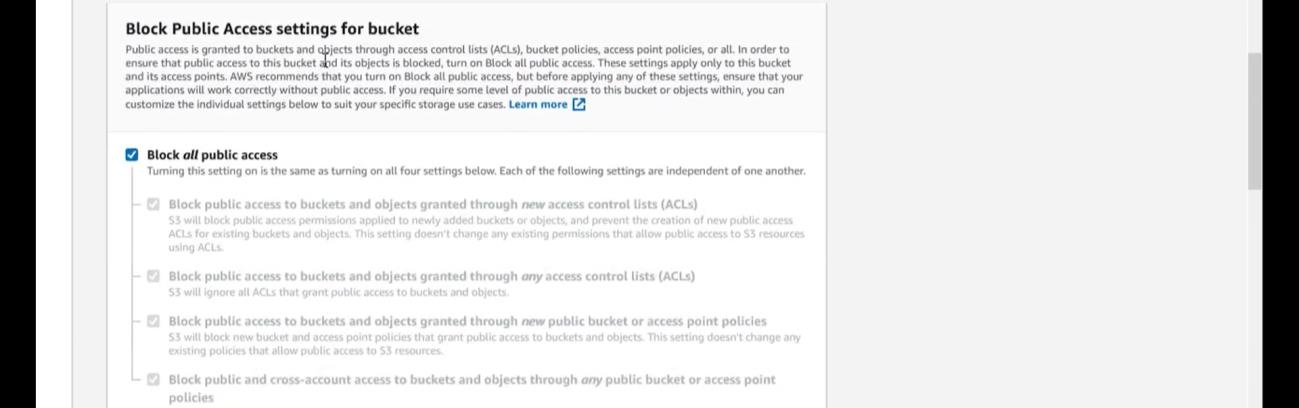 Block Public Access settings for bucket
Public access is granted to buckets and objects through access control lists (ACLs), bucket policies, access point policies, or all. In order to
ensure that public access to this bucket and its objects is blocked, turn on Block all public access. These settings apply only to this bucket
and its access points. AWS recommends that you turn on Block all public access, but before applying any of these settings, ensure that your
applications will work correctly without public access. If you require some level of public access to this bucket or objects within, you can
customize the individual settings below to suit your specific storage use cases. Learn more
Block all public access
Turning this setting on is the same as turning on all four settings below. Each of the following settings are independent of one another.
Block public access to buckets and objects granted through new access control lists (ACLs)
S3 will block public access permissions applied to newly added buckets or objects, and prevent the creation of new public access
ACLs for existing buckets and objects. This setting doesn't change any existing permissions that allow public access to S3 resources
using ACLs.
Block public access to buckets and objects granted through any access control lists (ACLs)
S3 will ignore all ACLs that grant public access to buckets and objects.
Block public access to buckets and objects granted through new public bucket or access point policies
S3 will block new bucket and access point policies that grant public access to buckets and objects. This setting doesn't change any
existing policies that allow public access to S3 resources.
Block public and cross-account access to buckets and objects through any public bucket or access point
policies